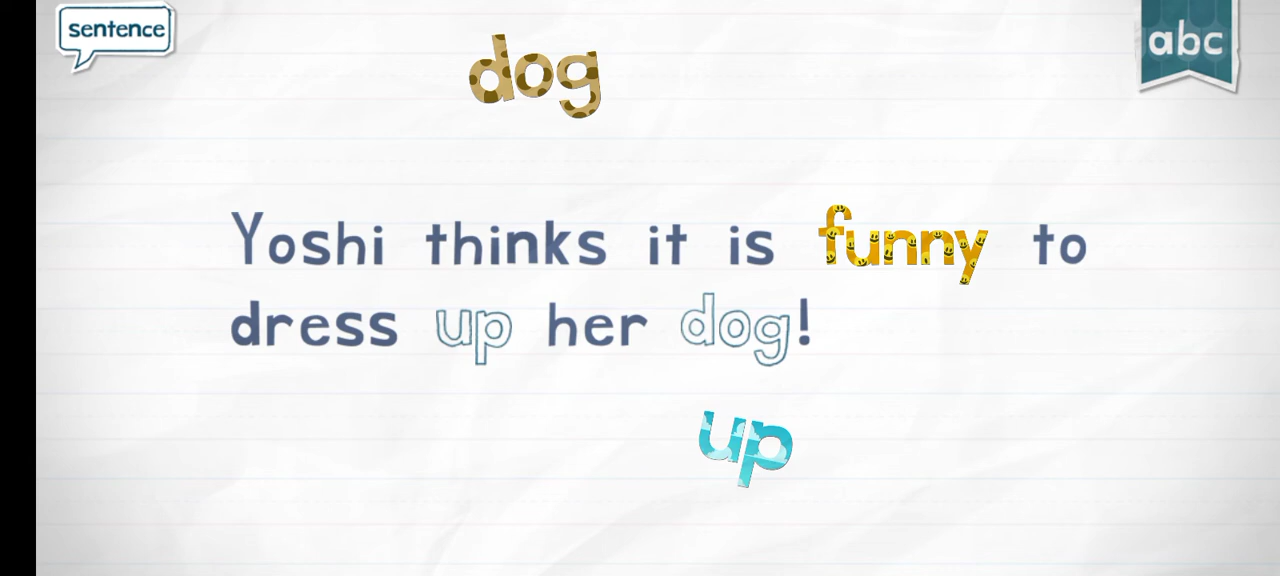 sentence
abc
dog
Yoshi thinks it is funny to
dress up her dog!
up